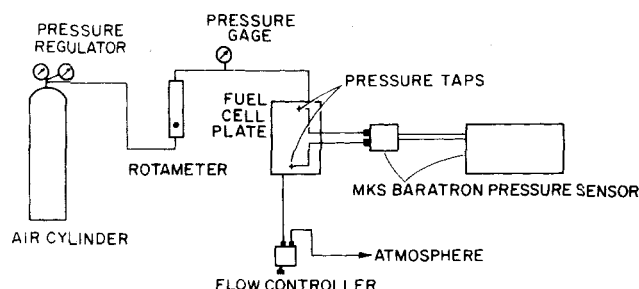 PRESSURE
REGULATOR
PRESSURE
GAGE
PRESSURE TAPS
FUEL
CELL
PLATE
ROTAMETER
MKS BARATRON PRESSURE SENSOR
AIR CYLINDER
ATMOSPHERE
FLOW CONTROLLER